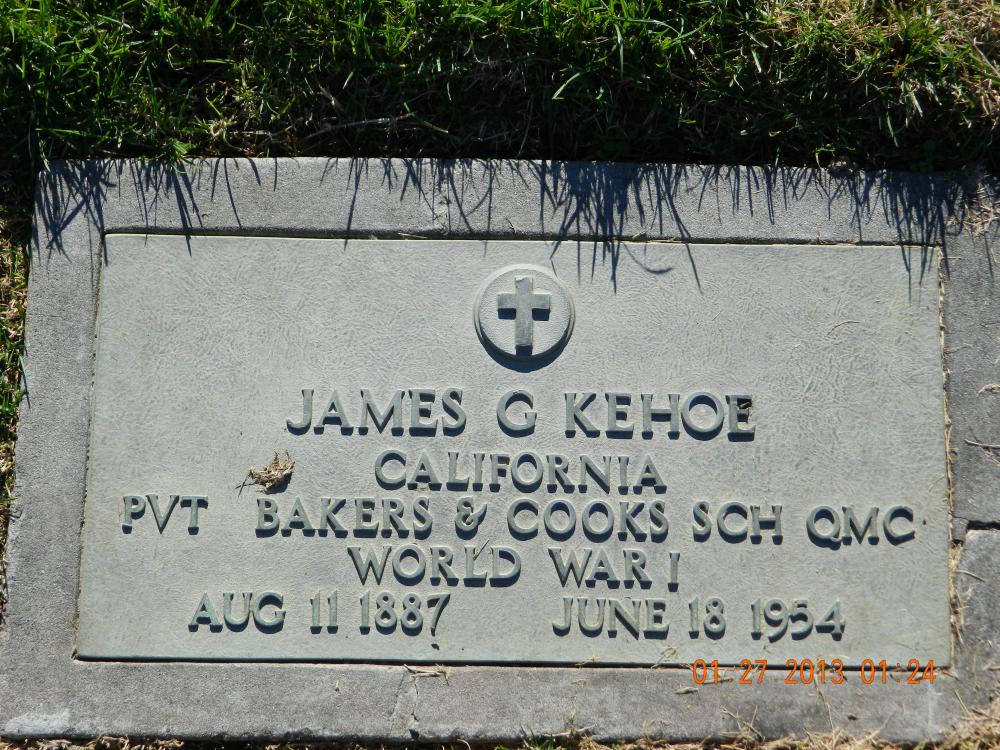 JAMES G KEHOE
CALIFORNIA
PVT BAKERS & COOKS SCH QMC
WORLD WAR I
AUG 11 1887 JUNE 18 1954
01.27.2013 01:24